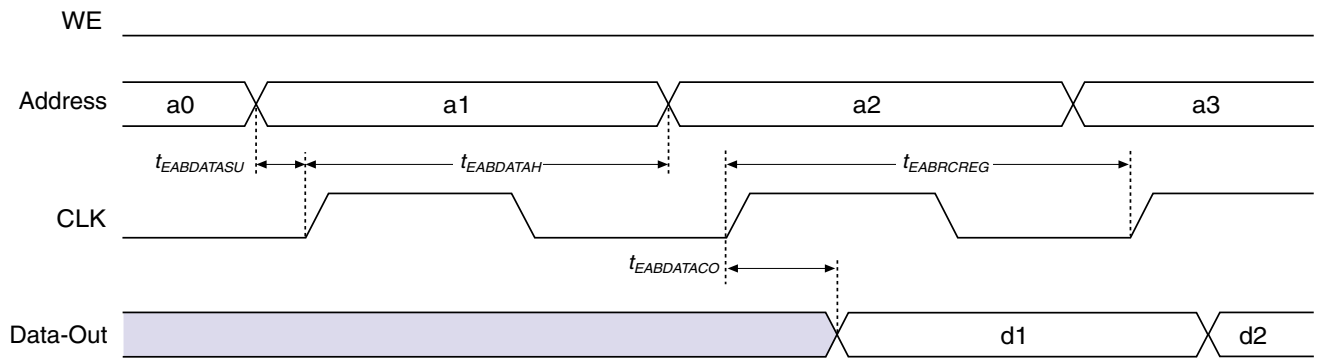 WE
Address a0 a1 a2 a3
tEABDATASU tEABDATAH tEABRCREG
CLK
tEABDATACO
Data-Out d1 d2